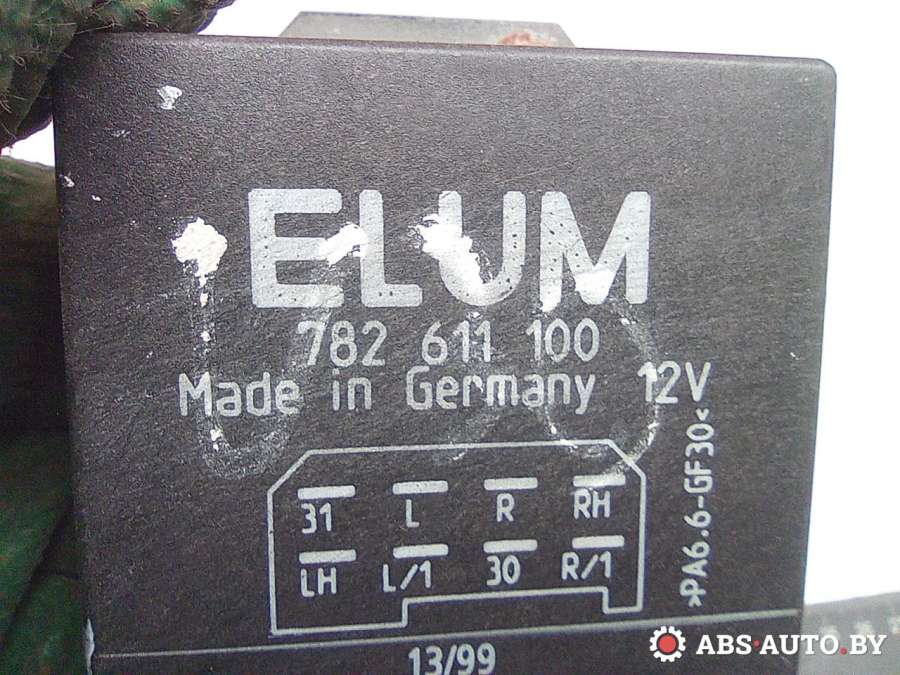 ELUM
782 611 100
Made in Germany 12V
>PA6.6-GF30<
31 L R RH
LH L/1 30 R/1
13/99
ABS-AUTO.BY